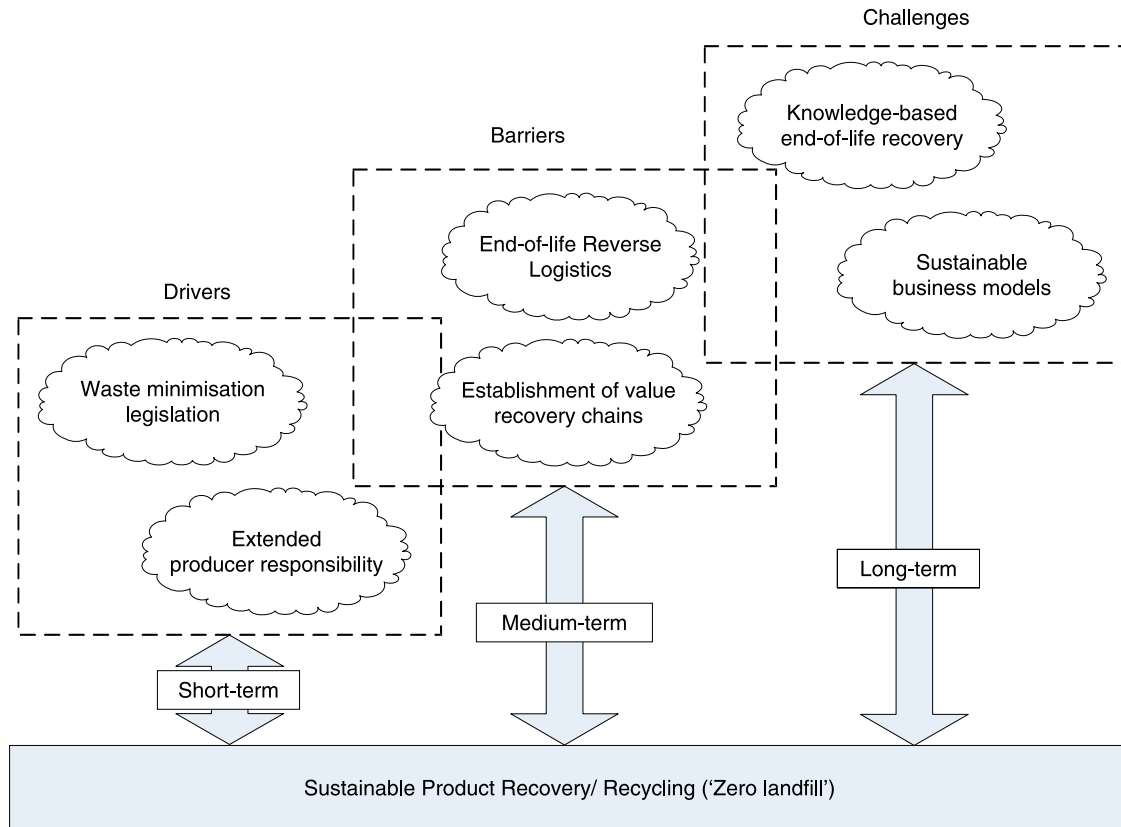 Challenges
Knowledge-based
end-of-life recovery
Barriers
End-of-life Reverse
Logistics
Sustainable
business models
Drivers
Waste minimisation
legislation
Establishment of value
recovery chains
Extended
producer responsibility
Long-term
Medium-term
Short-term
Sustainable Product Recovery/ Recycling (‘Zero landfill’)